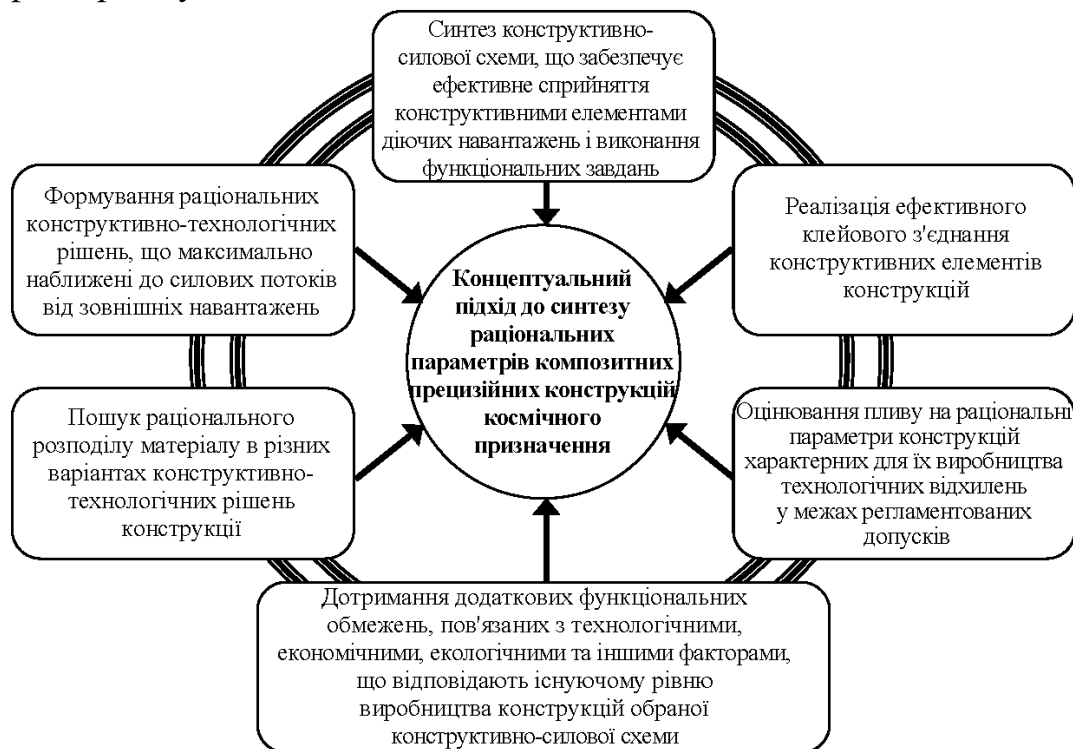 Синтез конструктивно-
силової схеми, що забезпечує
ефективне сприйняття
конструктивними елементами
діючих навантажень і виконання
функціональних завдань
Формування раціональних
конструктивно-технологічних
рішень, що максимально
наближені до силових потоків
від зовнішніх навантажень
Реалізація ефективного
клейового з'єднання
конструктивних елементів
конструкцій
Концептуальний
підхід до синтезу
раціональних
параметрів композитних
прецизійних конструкцій
космічного
призначення
Пошук раціонального
розподілу матеріалу в різних
варіантах конструктивно-
технологічних рішень
конструкції
Оцінювання пливу на раціональні
параметри конструкцій
характерних для їх виробництва
технологічних відхилень
у межах регламентованих
допусків
Дотримання додаткових функціональних
обмежень, пов'язаних з технологічними,
економічними, екологічними та іншими факторами,
що відповідають існуючому рівню
виробництва конструкцій обраної
конструктивно-силової схеми